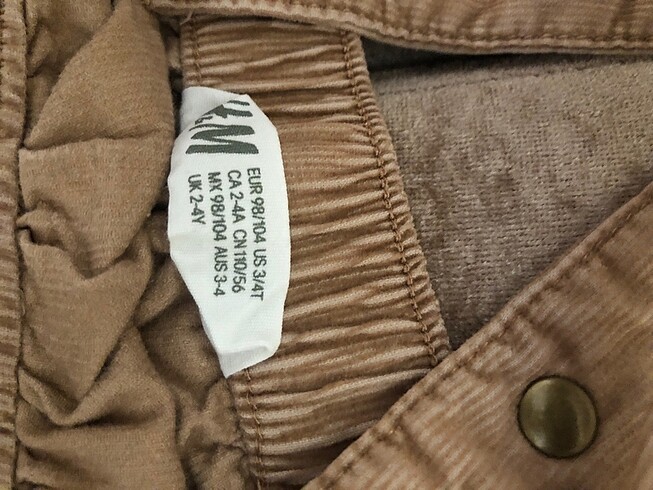 H&M
EUR 98/104 US 3/4T
CA 2-4A CN 110/56
MX 98/104 AUS 3-4
UK 2-4Y